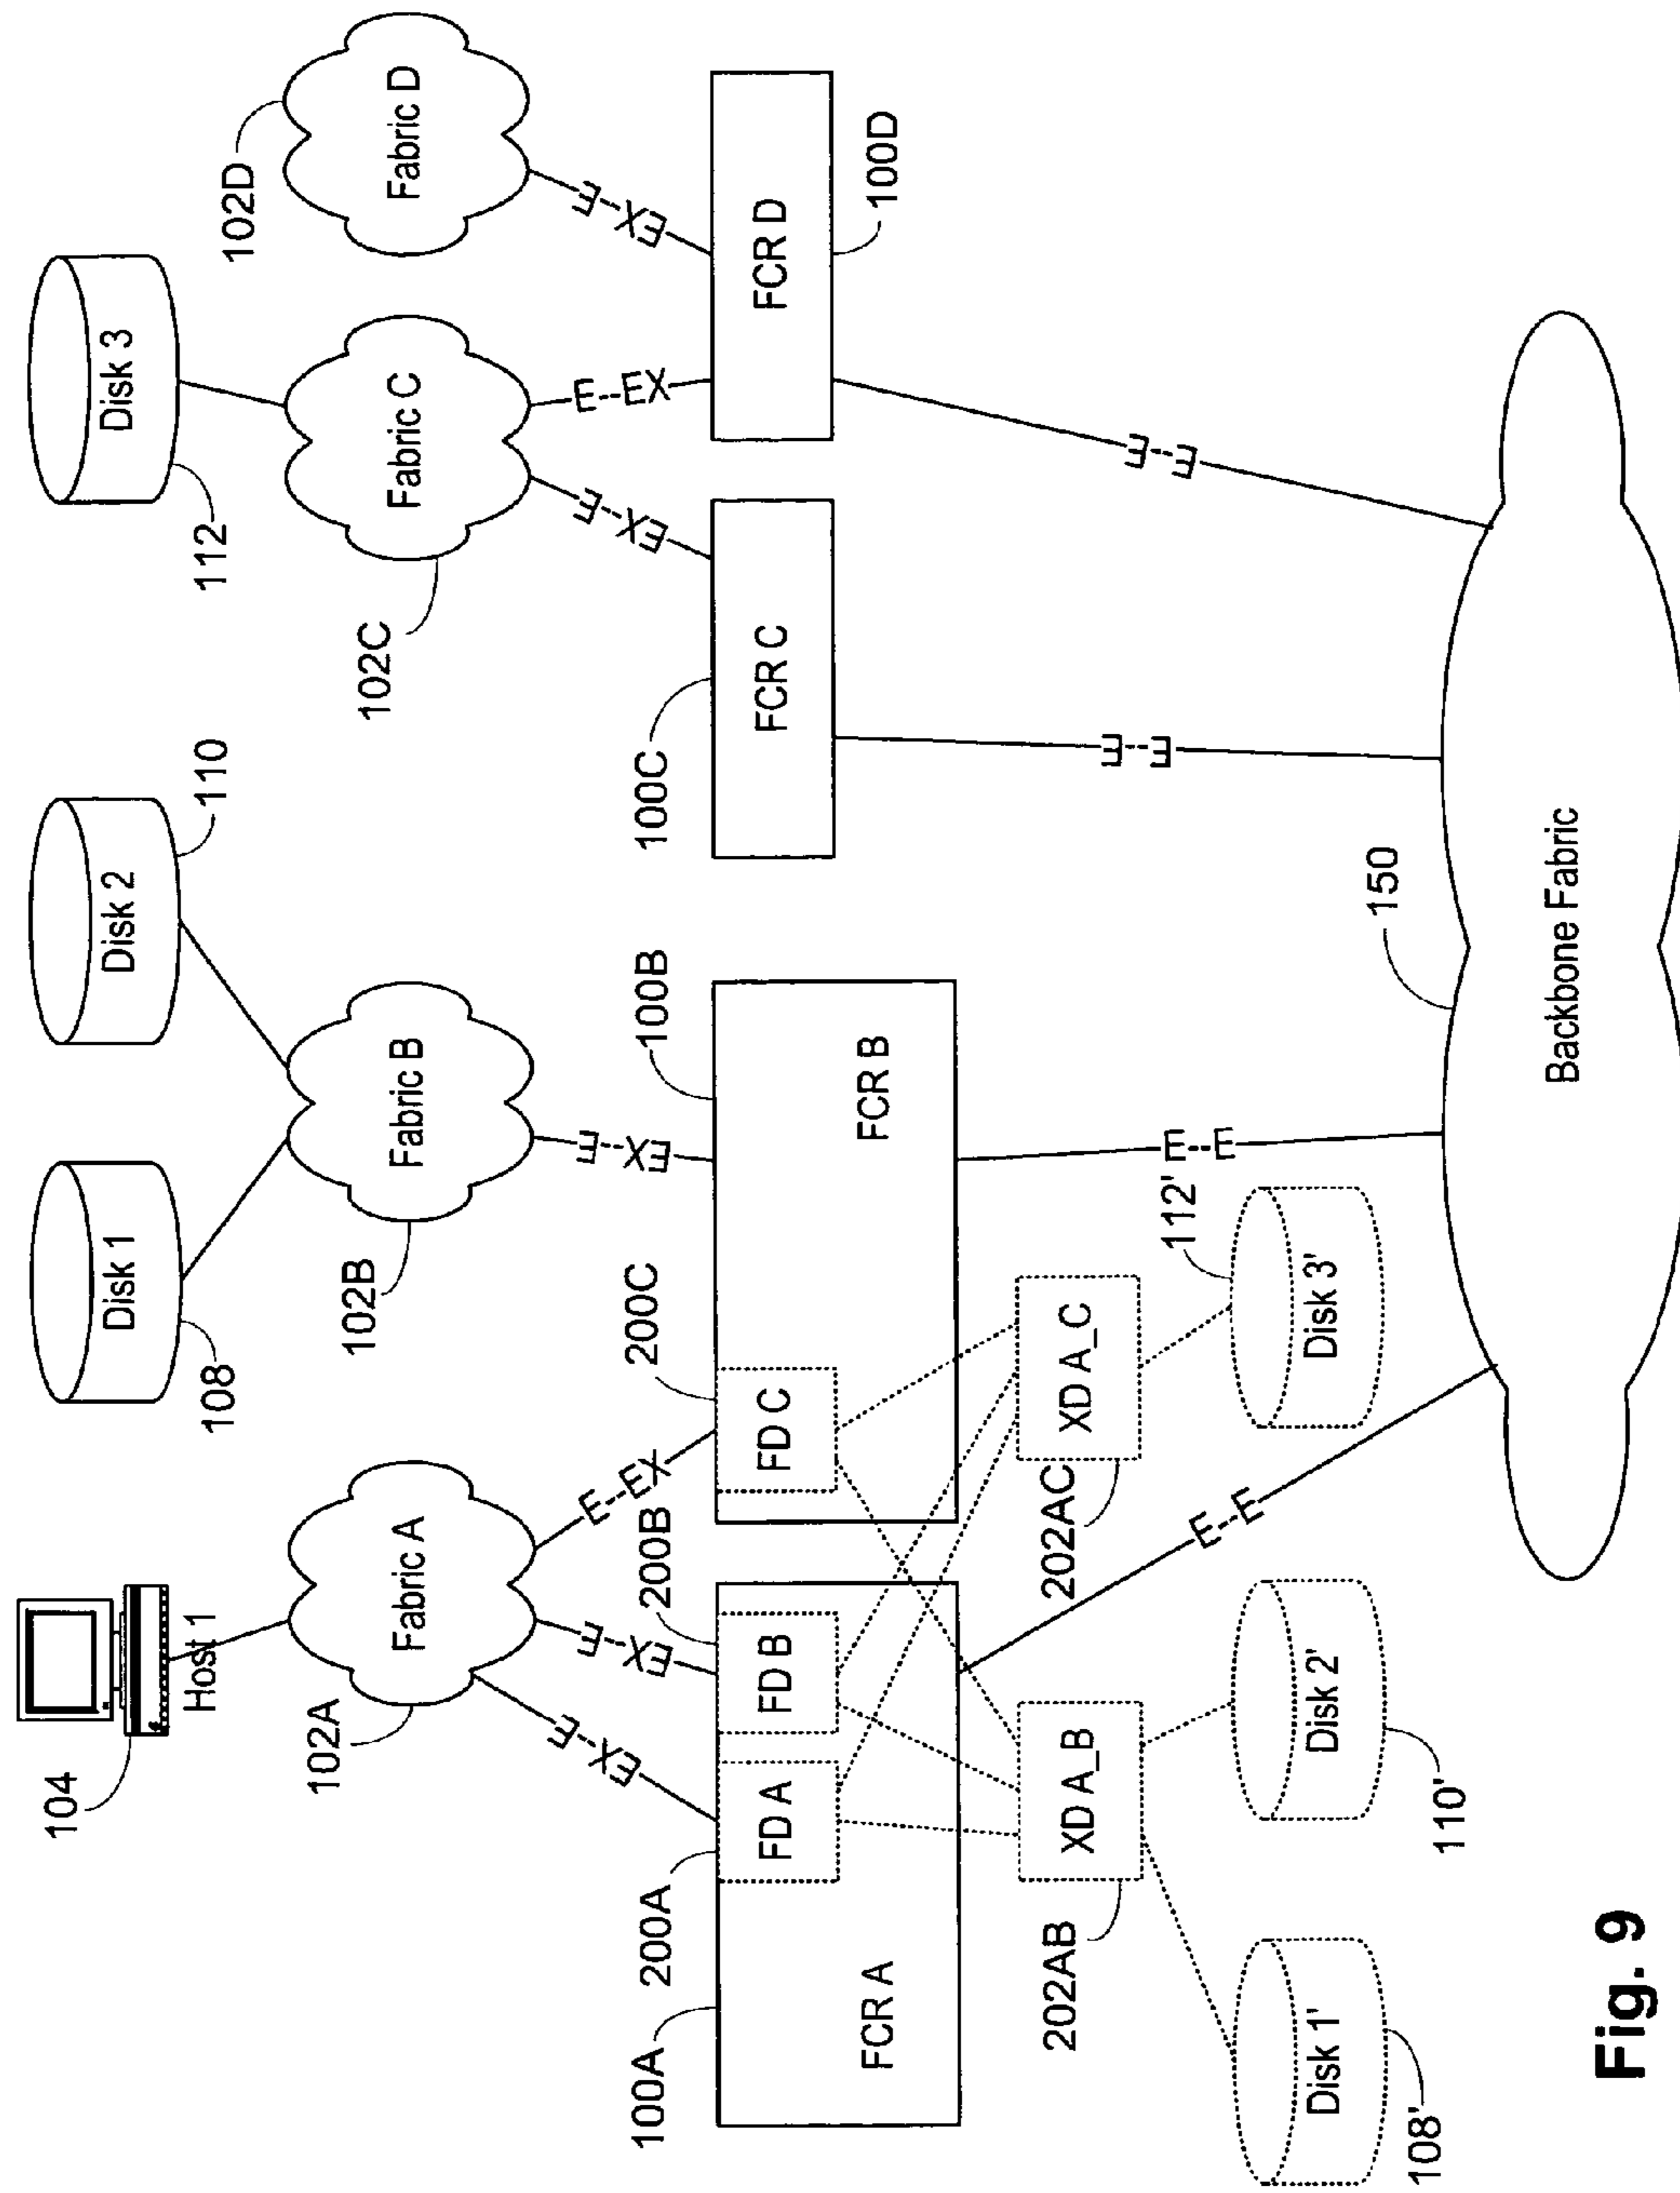 104
Host 1
108
Disk 1
Disk 2
110
112
Disk 3
102A
Fabric A
102B
Fabric B
102C
Fabric C
102D
Fabric D
E--EX
E--EX
E--EX
E--EX
E--EX
E--EX
E--EX
100A
200A
200B
200C
100B
100C
100D
FD A
FD B
FD C
FCR A
FCR B
FCR C
FCR D
202AB
XD A_B
202AC
XD A_C
E--E
E--E
E--E
E--E
108'
Disk 1'
Disk 2'
110'
112'
Disk 3'
150
Backbone Fabric
Fig. 9